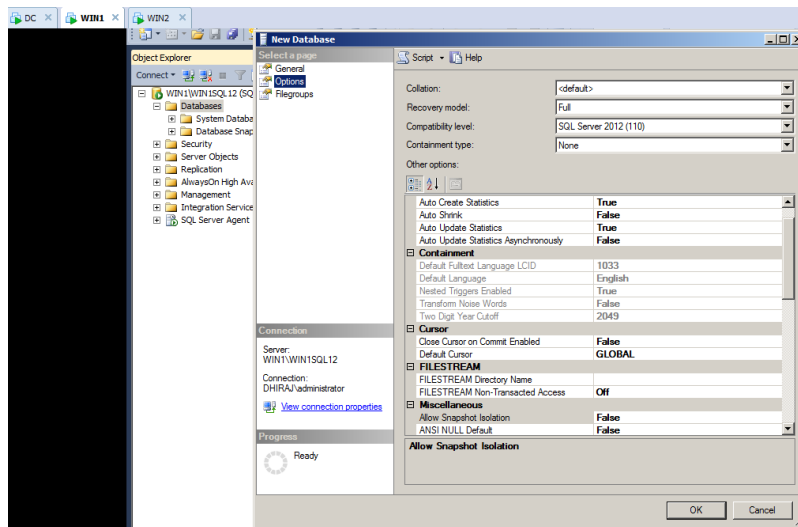 DC WIN1 WIN2
Object Explorer
Connect
WIN1\WIN1SQL12 (SQ
Databases
System Databa
Database Snap
Security
Server Objects
Replication
AlwaysOn High Ava
Management
Integration Service
SQL Server Agent
New Database
Select a page
General
Options
Filegroups
Script Help
Collation: <default>
Recovery model: Full
Compatibility level: SQL Server 2012 (110)
Containment type: None
Other options:
Auto Create Statistics True
Auto Shrink False
Auto Update Statistics True
Auto Update Statistics Asynchronously False
Containment
Default Fulltext Language LCID 1033
Default Language English
Nested Triggers Enabled True
Transform Noise Words False
Two Digit Year Cutoff 2049
Cursor
Close Cursor on Commit Enabled False
Default Cursor GLOBAL
FILESTREAM
FILESTREAM Directory Name
FILESTREAM Non-Transacted Access Off
Miscellaneous
Allow Snapshot Isolation False
ANSI NULL Default False
Allow Snapshot Isolation
Connection
Server:
WIN1\WIN1SQL12
Connection:
DHIRAJ\administrator
View connection properties
Progress
Ready
OK Cancel